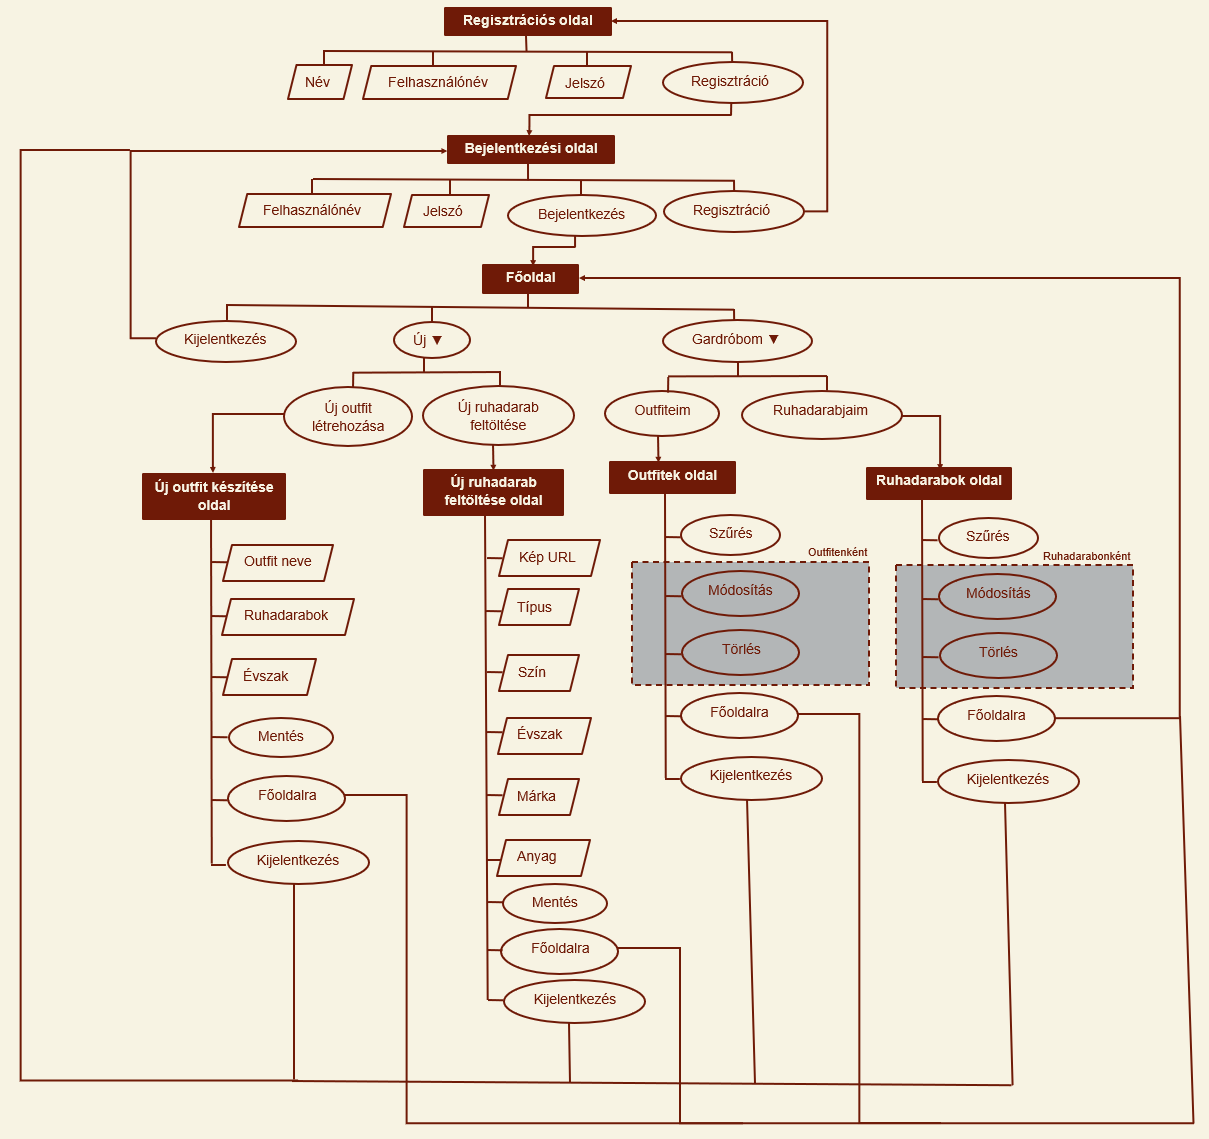 Regisztrációs oldal
Név
Felhasználónév
Jelszó
Regisztráció
Bejelentkezési oldal
Felhasználónév
Jelszó
Bejelentkezés
Regisztráció
Főoldal
Kijelentkezés
Új ▼
Gardróbom ▼
Új outfit
létrehozása
Új ruhadarab
feltöltése
Outfiteim
Ruhadarabjaim
Új outfit készítése
oldal
Outfit neve
Ruhadarabok
Évszak
Mentés
Főoldalra
Kijelentkezés
Új ruhadarab
feltöltése oldal
Kép URL
Típus
Szín
Évszak
Márka
Anyag
Mentés
Főoldalra
Kijelentkezés
Outfitek oldal
Szűrés
Outfitenként
Módosítás
Törlés
Főoldalra
Kijelentkezés
Ruhadarabok oldal
Szűrés
Ruhadarabonként
Módosítás
Törlés
Főoldalra
Kijelentkezés